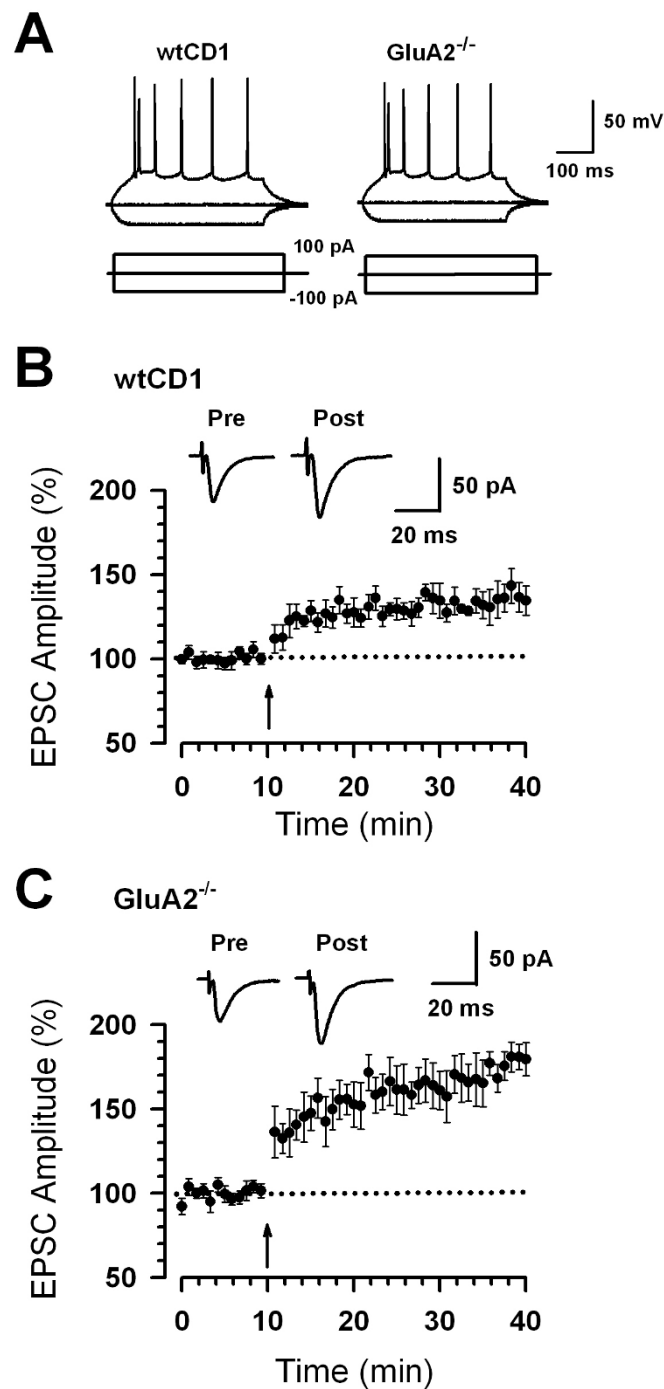 A
wtCD1 GluA2-/-
50 mV
100 ms
100 pA
-100 pA
B
wtCD1
Pre Post
50 pA
20 ms
EPSC Amplitude (%)
200
150
100
50
0 10 20 30 40
Time (min)
C
GluA2-/-
Pre Post
50 pA
20 ms
EPSC Amplitude (%)
200
150
100
50
0 10 20 30 40
Time (min)